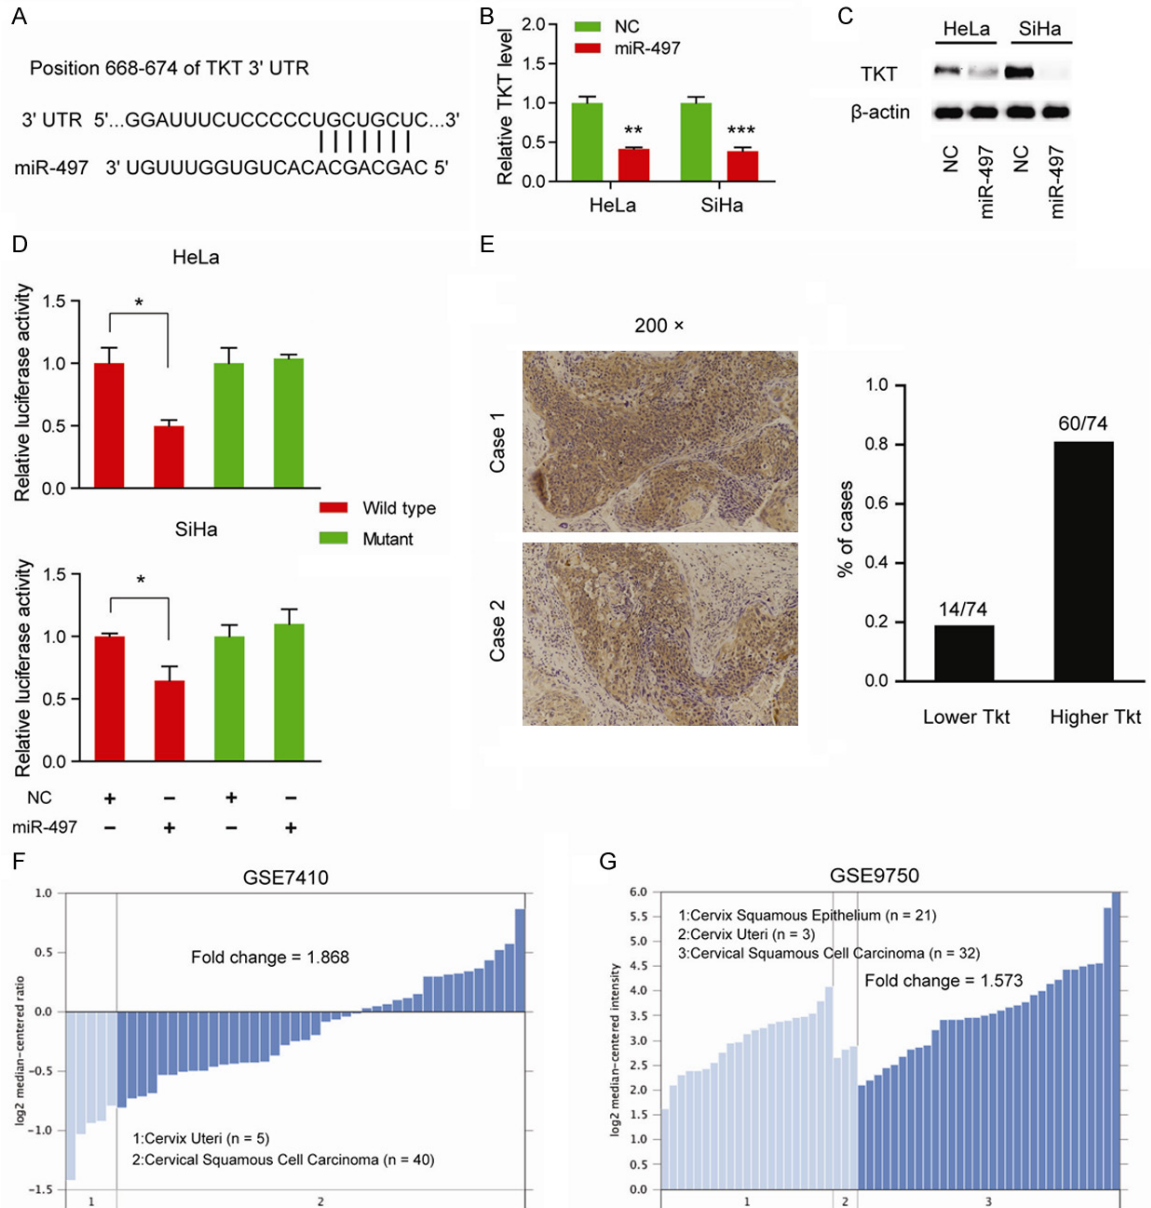 A
Position 668-674 of TKT 3' UTR
3' UTR 5'...GGAUUUCUCCCCCUGCUGCUC...3'
miR-497 3' UGUUUGGUGUCACACGACGAC 5'
B
Relative TKT level
2.0
1.5
1.0
0.5
0.0
NC
miR-497
**
***
HeLa
SiHa
C
HeLa SiHa
TKT
β-actin
NC
miR-497
NC
miR-497
D
HeLa
Relative luciferase activity
1.5
1.0
0.5
0.0
*
Wild type
Mutant
SiHa
Relative luciferase activity
1.5
1.0
0.5
0.0
*
NC + – + –
miR-497 – + – +
E
200 ×
Case 1
Case 2
% of cases
1.0
0.8
0.6
0.4
0.2
0.0
14/74
60/74
Lower Tkt
Higher Tkt
F
GSE7410
log2 median-centered ratio
1.0
0.5
0.0
−0.5
−1.0
−1.5
Fold change = 1.868
1:Cervix Uteri (n = 5)
2:Cervical Squamous Cell Carcinoma (n = 40)
1
2
G
GSE9750
log2 median-centered intensity
6.0
5.5
5.0
4.5
4.0
3.5
3.0
2.5
2.0
1.5
1.0
0.5
0.0
1:Cervix Squamous Epithelium (n = 21)
2:Cervix Uteri (n = 3)
3:Cervical Squamous Cell Carcinoma (n = 32)
Fold change = 1.573
1
2
3